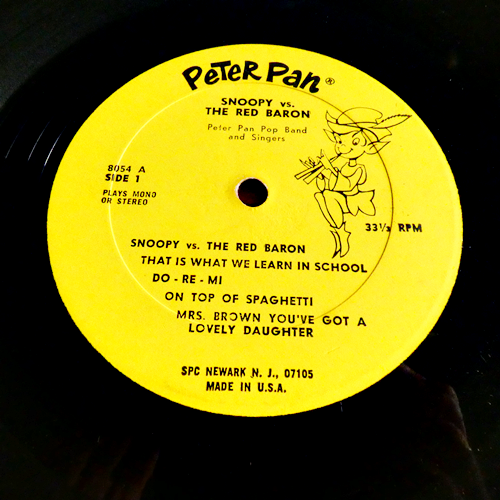 PETER PAN®
SNOOPY vs.
THE RED BARON
Peter Pan Pop Band
and Singers
8054 A
SIDE 1
PLAYS MONO
OR STEREO
33⅓ RPM
SNOOPY vs. THE RED BARON
THAT IS WHAT WE LEARN IN SCHOOL
DO - RE - MI
ON TOP OF SPAGHETTI
MRS. BROWN YOU'VE GOT A
LOVELY DAUGHTER
SPC NEWARK N. J., 07105
MADE IN U.S.A.